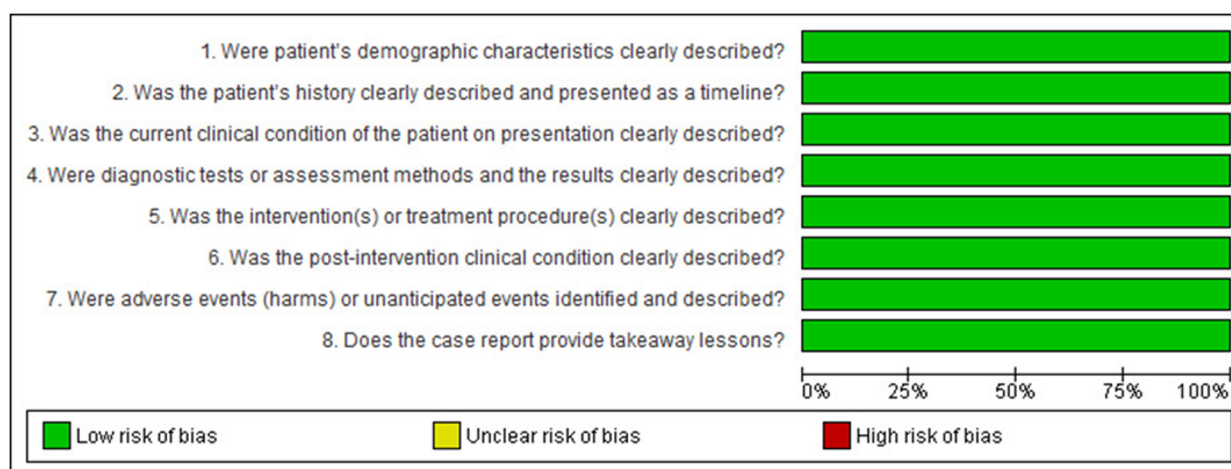 1. Were patient's demographic characteristics clearly described?
2. Was the patient's history clearly described and presented as a timeline?
3. Was the current clinical condition of the patient on presentation clearly described?
4. Were diagnostic tests or assessment methods and the results clearly described?
5. Was the intervention(s) or treatment procedure(s) clearly described?
6. Was the post-intervention clinical condition clearly described?
7. Were adverse events (harms) or unanticipated events identified and described?
8. Does the case report provide takeaway lessons?
0% 25% 50% 75% 100%
Low risk of bias Unclear risk of bias High risk of bias